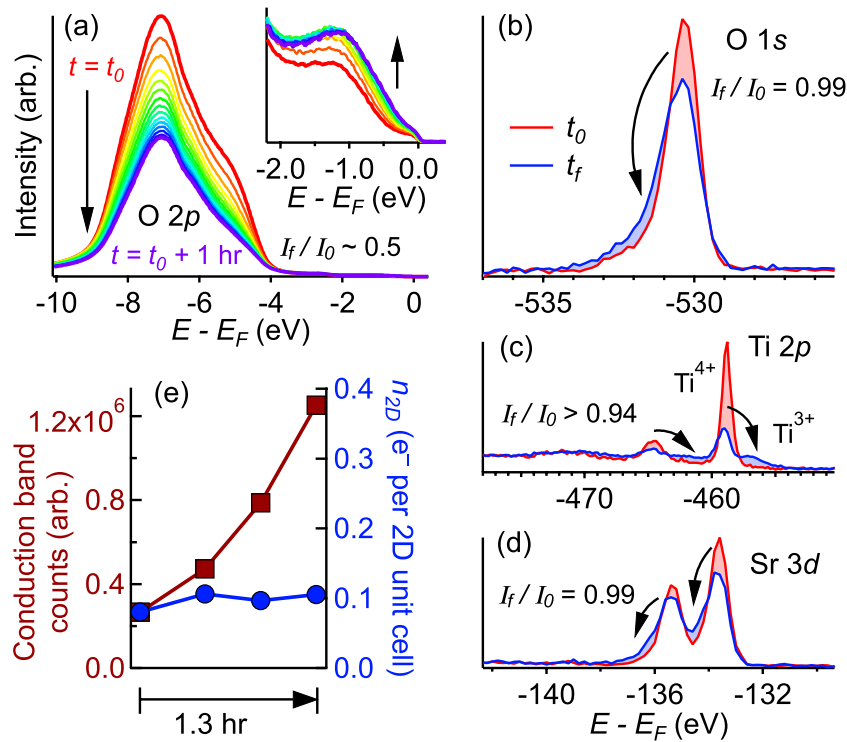 (a)
t = t0
Intensity (arb.)
O 2p
t = t0 + 1 hr
If / I0 ~ 0.5
-10
-8
-6
-4
-2
0
E - EF (eV)
-2.0
-1.0
0.0
E - EF (eV)
(b)
O 1s
If / I0 = 0.99
t0
tf
-535
-530
(c)
Ti 2p
Ti4+
Ti3+
If / I0 > 0.94
-470
-460
(d)
Sr 3d
If / I0 = 0.99
-140
-136
-132
E - EF (eV)
(e)
Conduction band
counts (arb.)
1.2x10^6
0.8
0.4
0.0
0.4
0.3
0.2
0.1
0.0
n2D
(e– per 2D unit cell)
1.3 hr